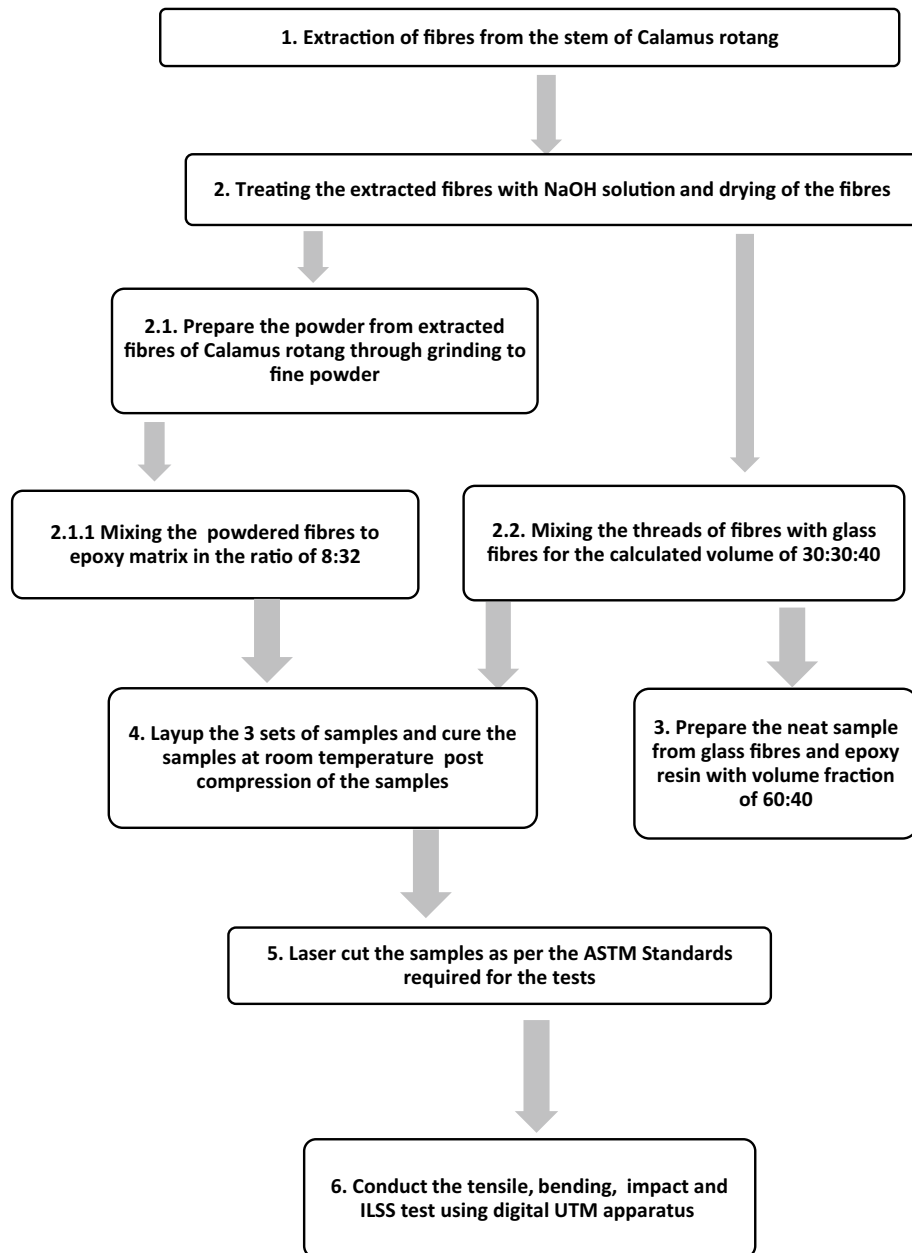 1. Extraction of fibres from the stem of Calamus rotang
2. Treating the extracted fibres with NaOH solution and drying of the fibres
2.1. Prepare the powder from extracted
fibres of Calamus rotang through grinding to
fine powder
2.1.1 Mixing the powdered fibres to
epoxy matrix in the ratio of 8:32
2.2. Mixing the threads of fibres with glass
fibres for the calculated volume of 30:30:40
4. Layup the 3 sets of samples and cure the
samples at room temperature post
compression of the samples
3. Prepare the neat sample
from glass fibres and epoxy
resin with volume fraction
of 60:40
5. Laser cut the samples as per the ASTM Standards
required for the tests
6. Conduct the tensile, bending, impact and
ILSS test using digital UTM apparatus